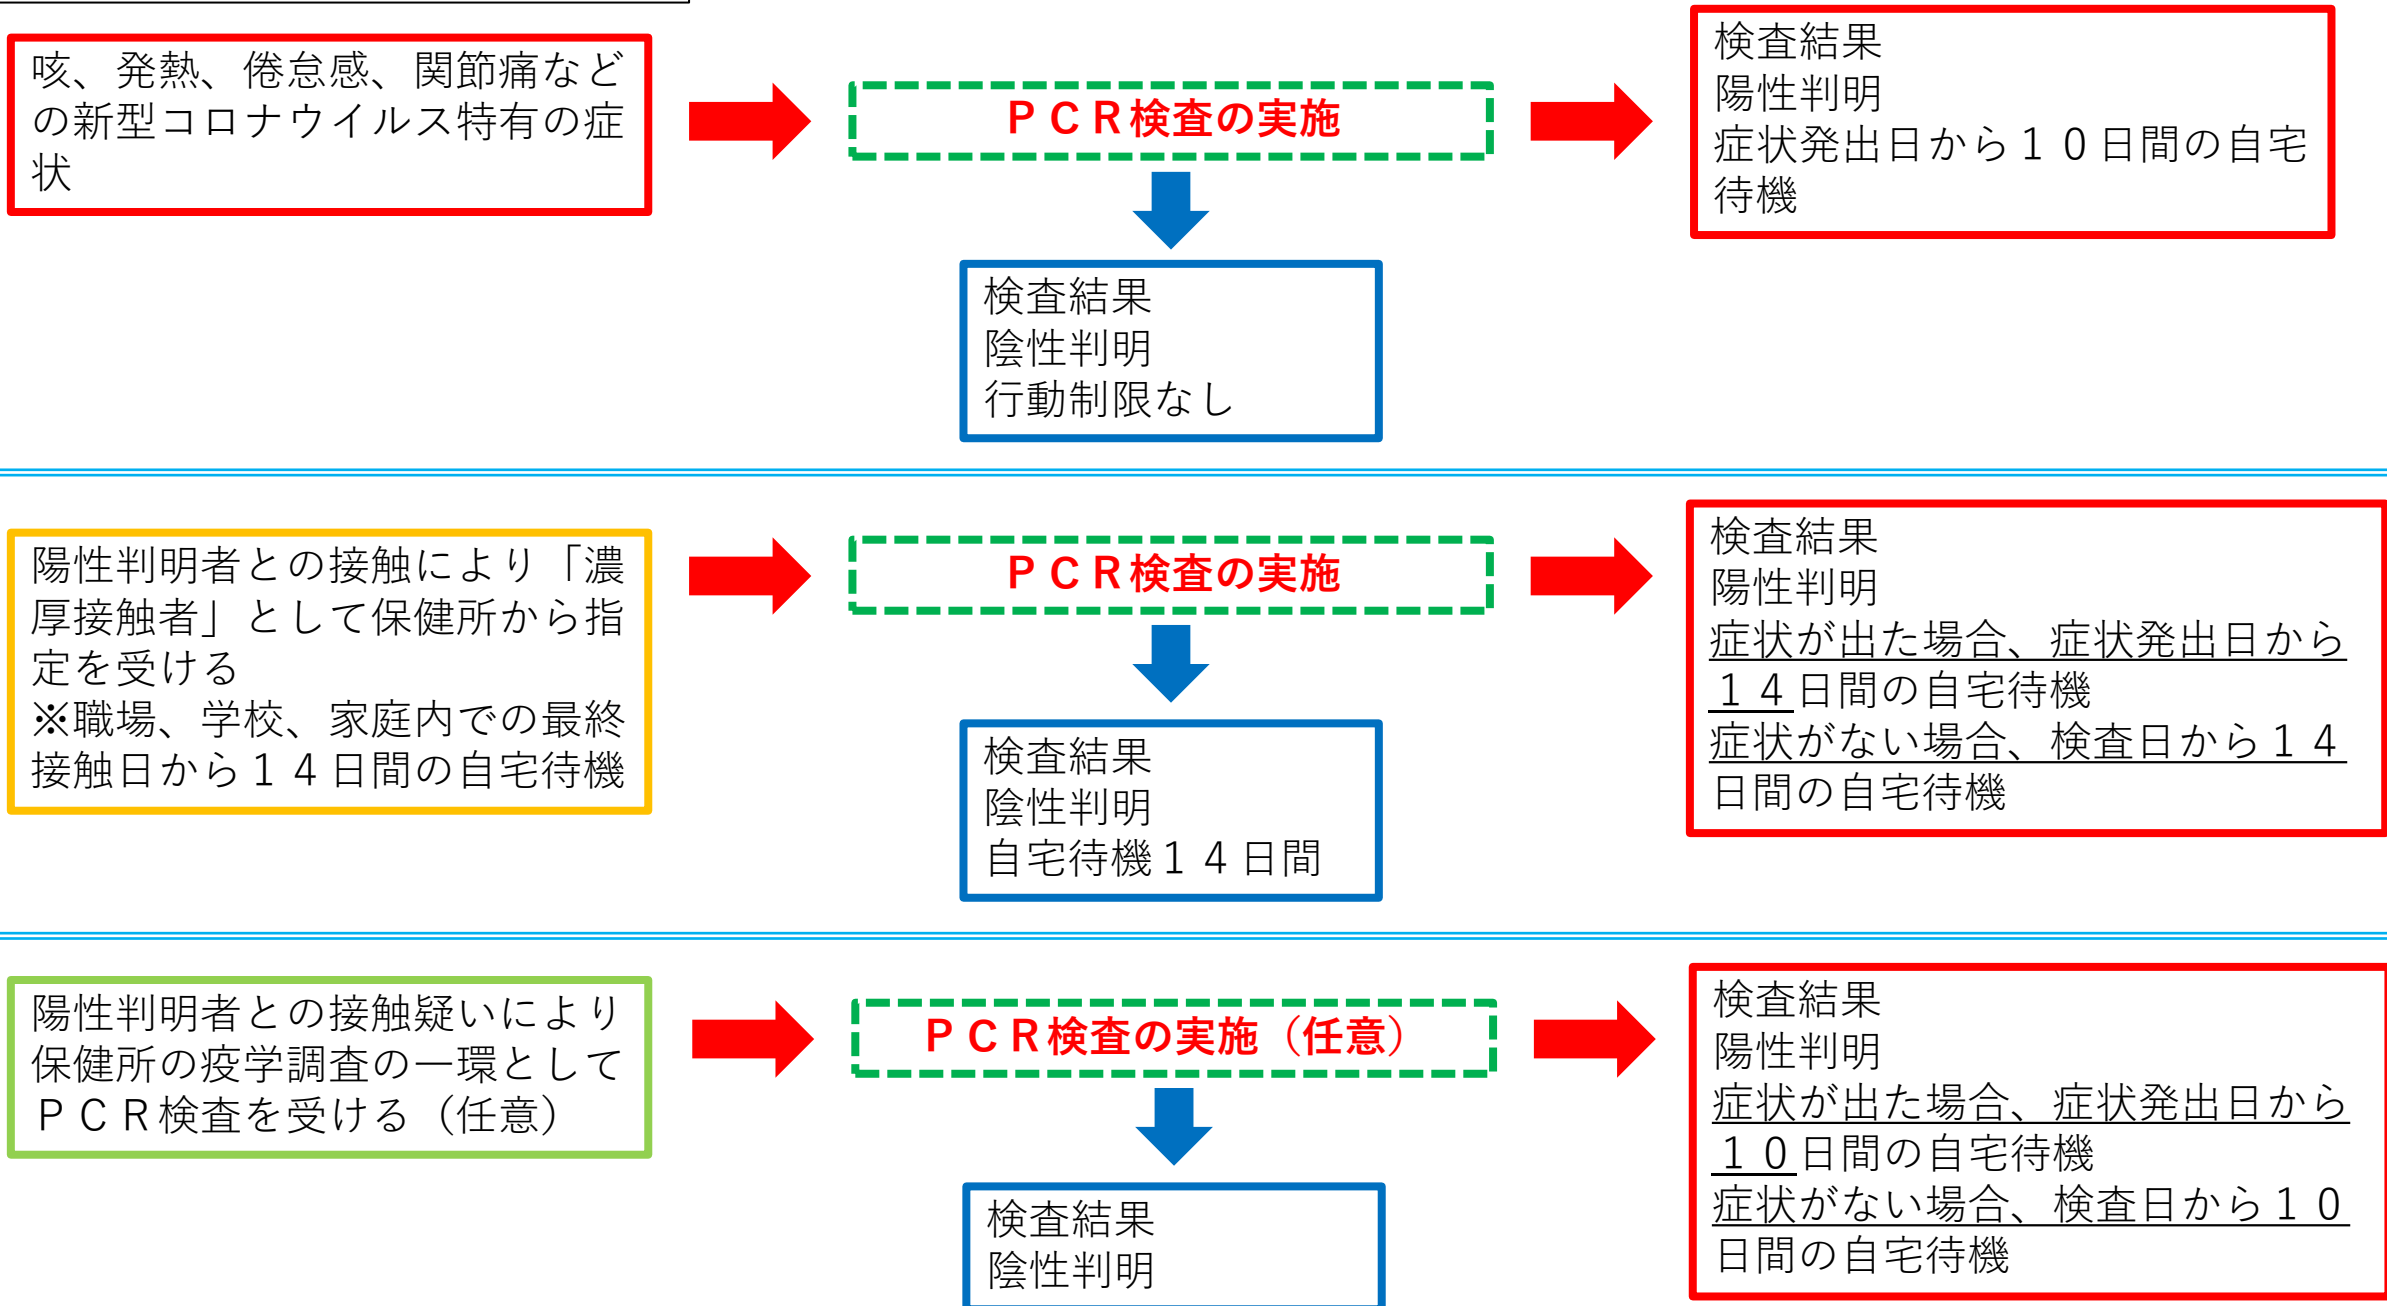 咳、発熱、倦怠感、関節痛など
の新型コロナウイルス特有の症
状
ＰＣＲ検査の実施
検査結果
陽性判明
症状発出日から１０日間の自宅
待機
検査結果
陰性判明
行動制限なし
陽性判明者との接触により「濃
厚接触者」として保健所から指
定を受ける
※職場、学校、家庭内での最終
接触日から１４日間の自宅待機
ＰＣＲ検査の実施
検査結果
陽性判明
症状が出た場合、症状発出日から
１４日間の自宅待機
症状がない場合、検査日から１４
日間の自宅待機
検査結果
陰性判明
自宅待機１４日間
陽性判明者との接触疑いにより
保健所の疫学調査の一環として
ＰＣＲ検査を受ける（任意）
ＰＣＲ検査の実施（任意）
検査結果
陽性判明
症状が出た場合、症状発出日から
１０日間の自宅待機
症状がない場合、検査日から１０
日間の自宅待機
検査結果
陰性判明